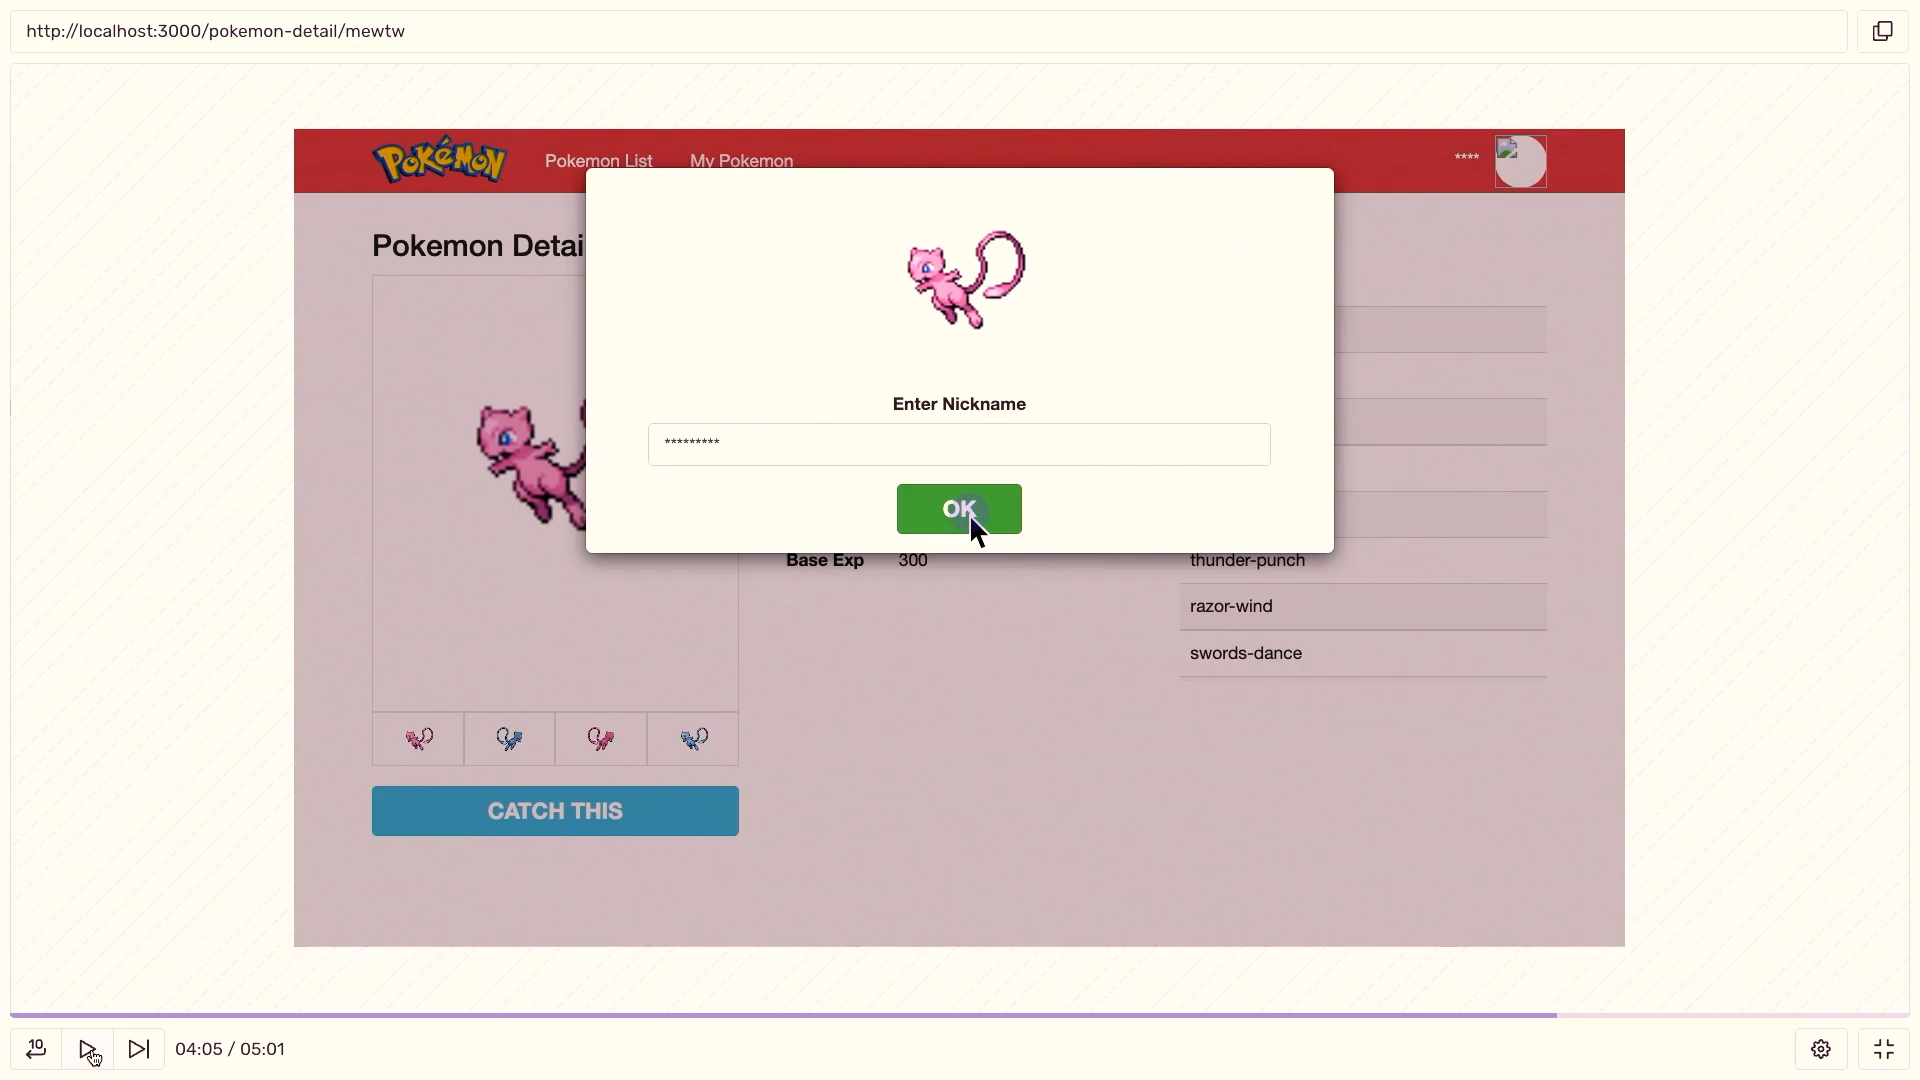 http://localhost:3000/pokemon-detail/mewtw
POKéMON
Pokemon List
My Pokemon
****
Pokemon Detai
Enter Nickname
*********
OK
Base Exp
300
thunder-punch
razor-wind
swords-dance
CATCH THIS
10
04:05 / 05:01